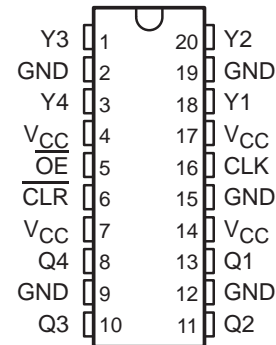 Y3 1 20 Y2
GND 2 19 GND
Y4 3 18 Y1
VCC 4 17 VCC
O̅E̅ 5 16 CLK
C̅L̅R̅ 6 15 GND
VCC 7 14 VCC
Q4 8 13 Q1
GND 9 12 GND
Q3 10 11 Q2